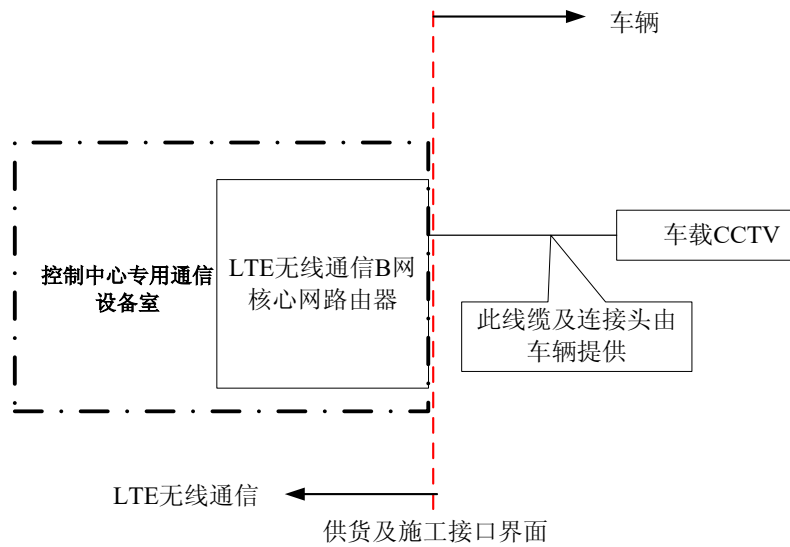 车辆
控制中心专用通信
设备室
LTE无线通信B网
核心网路由器
车载CCTV
此线缆及连接头由
车辆提供
LTE无线通信
供货及施工接口界面